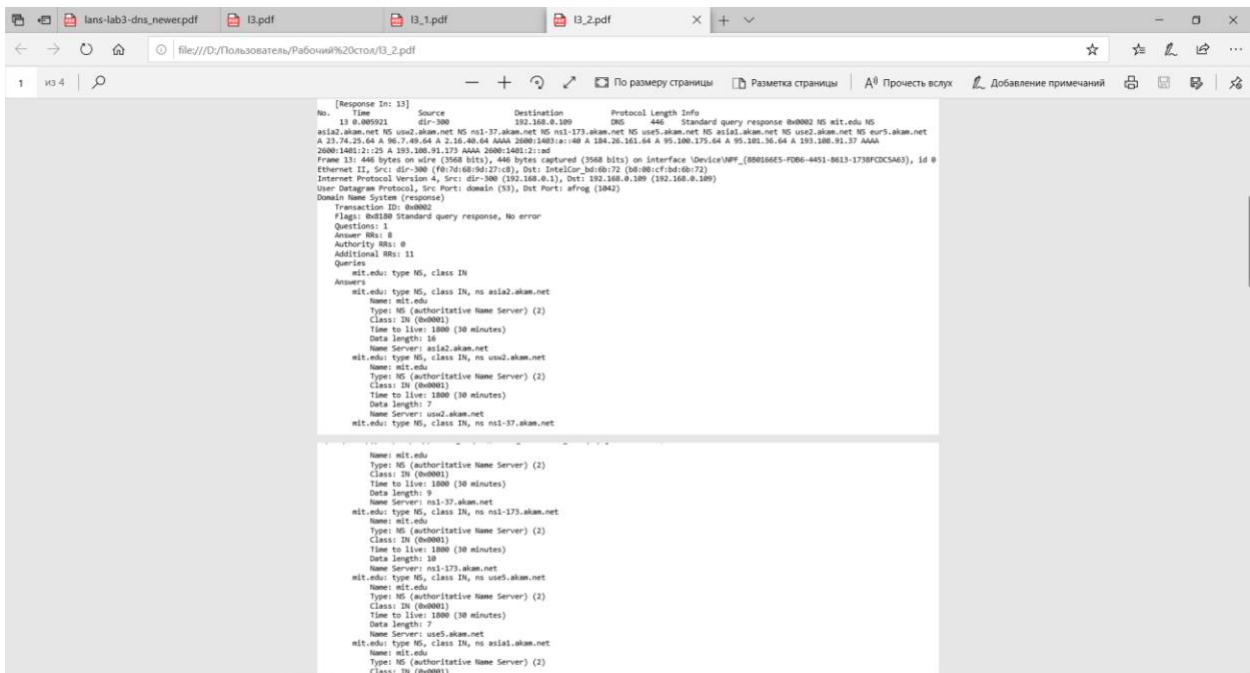 lans-lab3-dns_newer.pdf
l3.pdf
l3_1.pdf
l3_2.pdf
file:///D:/Пользователь/Рабочий%20стол/l3_2.pdf
1 из 4
По размеру страницы
Разметка страницы
Прочесть вслух
Добавление примечаний
[Response In: 13]
No. Time Source Destination Protocol Length Info
13 0.005921 dir-300 192.168.0.109 DNS 446 Standard query response 0x0002 NS mit.edu NS
asia2.akam.net NS usw2.akam.net NS ns1-37.akam.net NS ns1-173.akam.net NS use5.akam.net NS asia1.akam.net NS use2.akam.net NS eur5.akam.net
A 23.74.25.64 A 96.7.49.64 A 2.16.40.64 AAAA 2600:1403:a::40 A 184.26.161.64 A 95.100.175.64 A 95.101.36.64 A 193.108.91.37 AAAA
2600:1401:2::25 A 193.108.91.173 AAAA 2600:1401:2::ad
Frame 13: 446 bytes on wire (3568 bits), 446 bytes captured (3568 bits) on interface \Device\NPF_{880166E5-FDB6-4451-8613-1738FCDC5A63}, id 0
Ethernet II, Src: dir-300 (f0:7d:68:9d:27:c8), Dst: IntelCor_bd:6b:72 (b8:08:cf:bd:6b:72)
Internet Protocol Version 4, Src: dir-300 (192.168.0.1), Dst: 192.168.0.109 (192.168.0.109)
User Datagram Protocol, Src Port: domain (53), Dst Port: afrog (1042)
Domain Name System (response)
Transaction ID: 0x0002
Flags: 0x8180 Standard query response, No error
Questions: 1
Answer RRs: 8
Authority RRs: 0
Additional RRs: 11
Queries
mit.edu: type NS, class IN
Answers
mit.edu: type NS, class IN, ns asia2.akam.net
Name: mit.edu
Type: NS (authoritative Name Server) (2)
Class: IN (0x0001)
Time to live: 1800 (30 minutes)
Data length: 16
Name Server: asia2.akam.net
mit.edu: type NS, class IN, ns usw2.akam.net
Name: mit.edu
Type: NS (authoritative Name Server) (2)
Class: IN (0x0001)
Time to live: 1800 (30 minutes)
Data length: 7
Name Server: usw2.akam.net
mit.edu: type NS, class IN, ns ns1-37.akam.net
Name: mit.edu
Type: NS (authoritative Name Server) (2)
Class: IN (0x0001)
Time to live: 1800 (30 minutes)
Data length: 9
Name Server: ns1-37.akam.net
mit.edu: type NS, class IN, ns ns1-173.akam.net
Name: mit.edu
Type: NS (authoritative Name Server) (2)
Class: IN (0x0001)
Time to live: 1800 (30 minutes)
Data length: 10
Name Server: ns1-173.akam.net
mit.edu: type NS, class IN, ns use5.akam.net
Name: mit.edu
Type: NS (authoritative Name Server) (2)
Class: IN (0x0001)
Time to live: 1800 (30 minutes)
Data length: 7
Name Server: use5.akam.net
mit.edu: type NS, class IN, ns asia1.akam.net
Name: mit.edu
Type: NS (authoritative Name Server) (2)
Class: IN (0x0001)